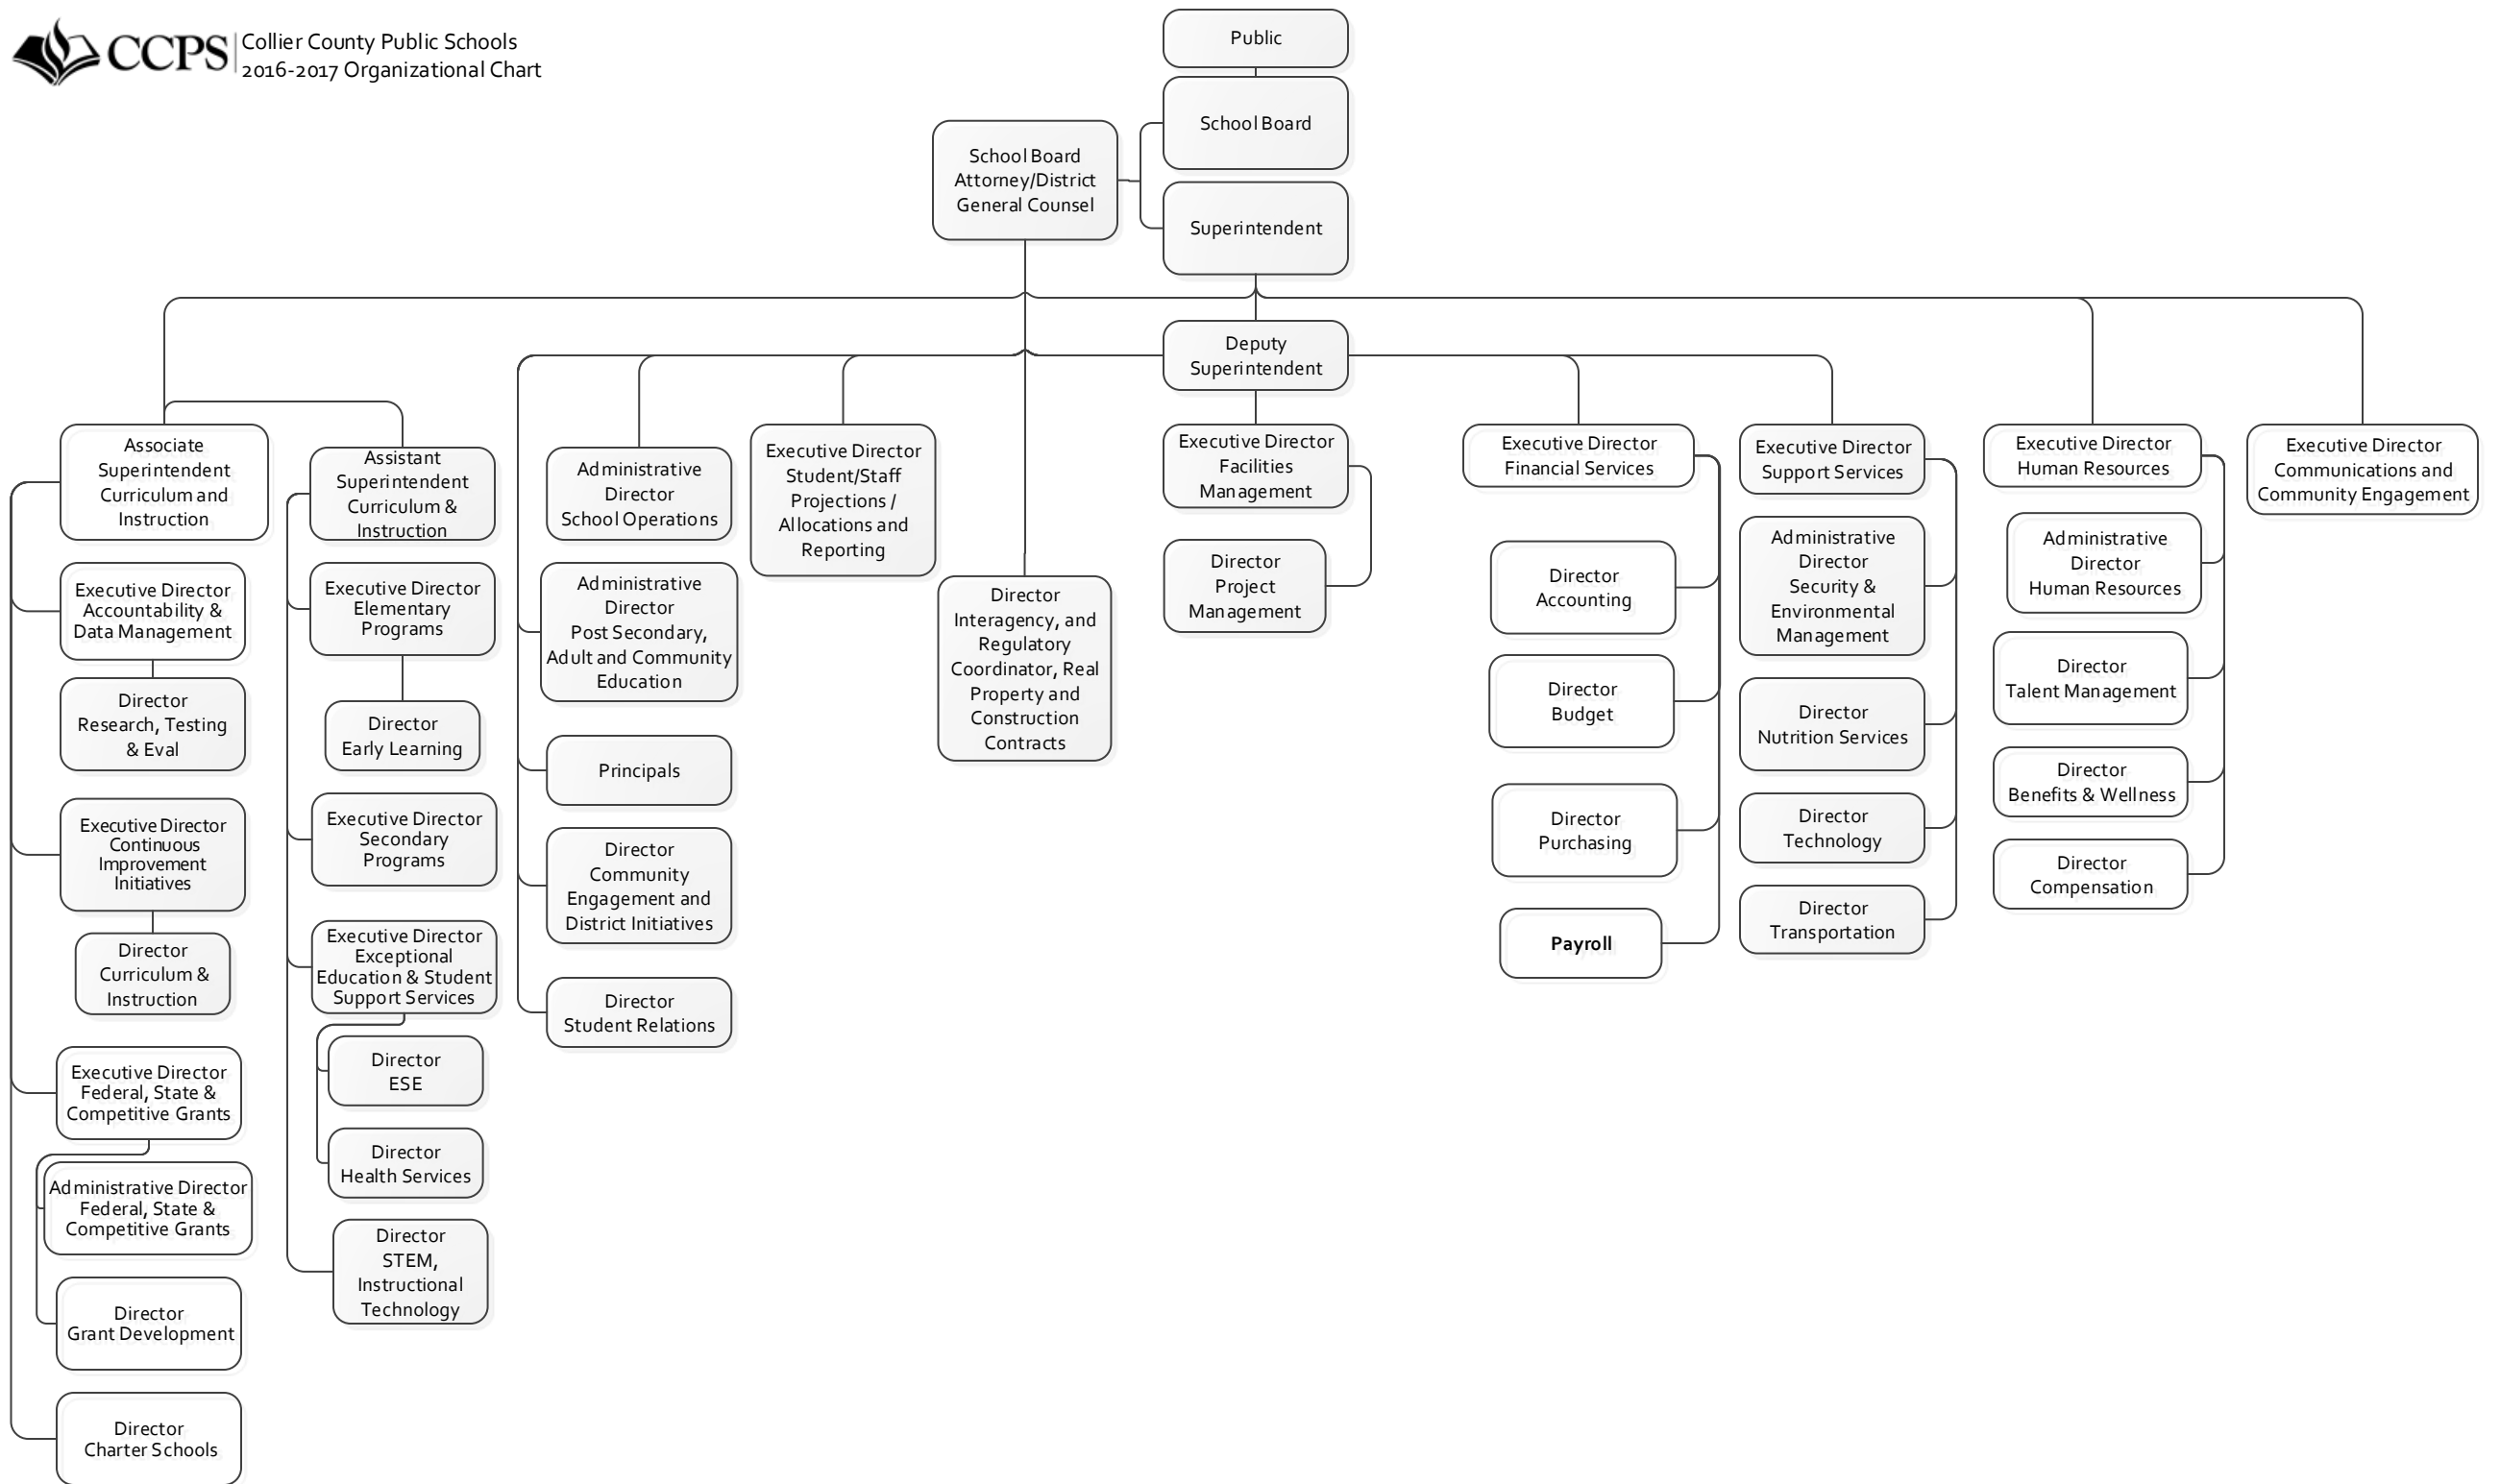 CCPS
Collier County Public Schools
2016-2017 Organizational Chart
Public
School Board
School Board
Attorney/District
General Counsel
Superintendent
Deputy
Superintendent
Associate
Superintendent
Curriculum and
Instruction
Executive Director
Accountability &
Data Management
Director
Research, Testing
& Eval
Executive Director
Continuous
Improvement
Initiatives
Director
Curriculum &
Instruction
Executive Director
Federal, State &
Competitive Grants
Administrative Director
Federal, State &
Competitive Grants
Director
Grant Development
Director
Charter Schools
Assistant
Superintendent
Curriculum &
Instruction
Executive Director
Elementary
Programs
Director
Early Learning
Executive Director
Secondary
Programs
Executive Director
Exceptional
Education & Student
Support Services
Director
ESE
Director
Health Services
Director
STEM,
Instructional
Technology
Administrative
Director
School Operations
Administrative
Director
Post Secondary,
Adult and Community
Education
Principals
Director
Community
Engagement and
District Initiatives
Director
Student Relations
Executive Director
Student/Staff
Projections /
Allocations and
Reporting
Director
Interagency, and
Regulatory
Coordinator, Real
Property and
Construction
Contracts
Executive Director
Facilities
Management
Director
Project
Management
Executive Director
Financial Services
Director
Accounting
Director
Budget
Director
Purchasing
Payroll
Executive Director
Support Services
Administrative
Director
Security &
Environmental
Management
Director
Nutrition Services
Director
Technology
Director
Transportation
Executive Director
Human Resources
Administrative
Director
Human Resources
Director
Talent Management
Director
Benefits & Wellness
Director
Compensation
Executive Director
Communications and
Community Engagement